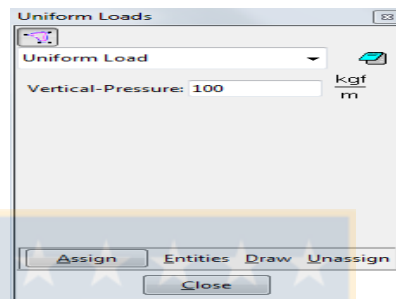 Uniform Loads
Uniform Load
Vertical-Pressure: 100 kgf
m
Assign Entities Draw Unassign
Close